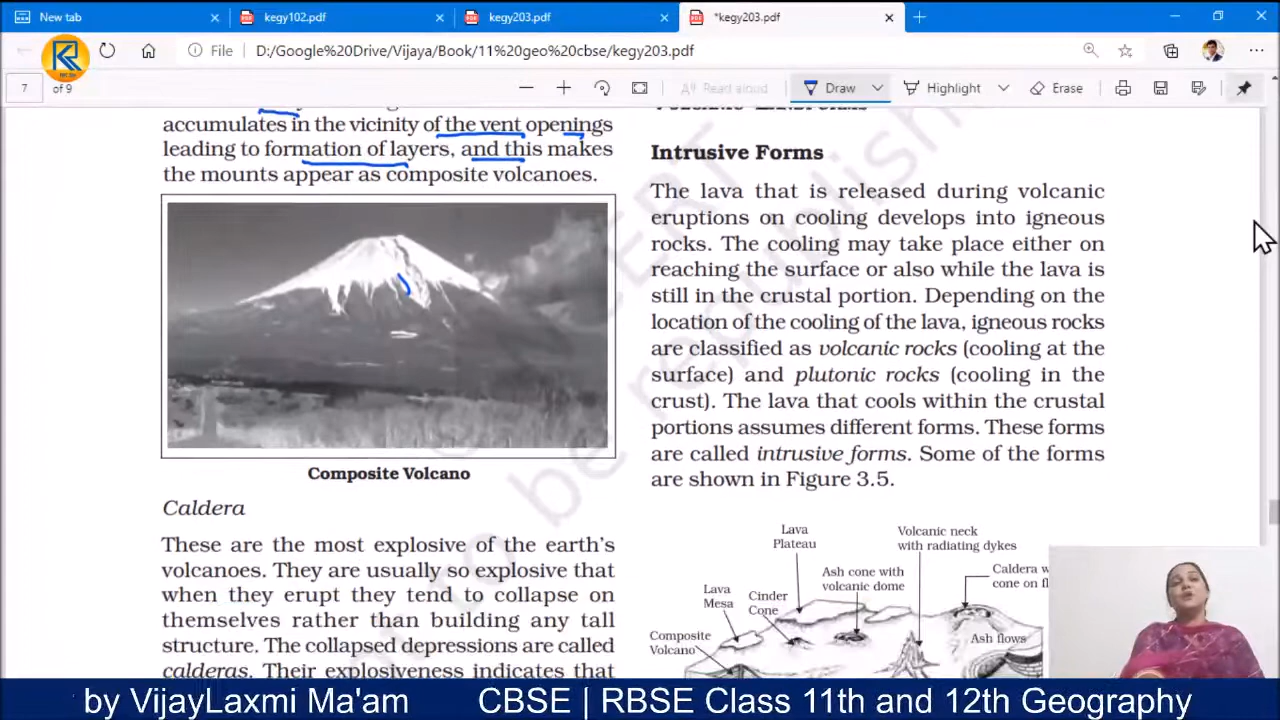 New tab
kegy102.pdf
kegy203.pdf
*kegy203.pdf
File
D:/Google%20Drive/Vijaya/Book/11%20geo%20cbse/kegy203.pdf
7
of 9
Read aloud
Draw
Highlight
Erase
accumulates in the vicinity of the vent openings
leading to formation of layers, and this makes
the mounts appear as composite volcanoes.
Composite Volcano
Caldera
These are the most explosive of the earth's
volcanoes. They are usually so explosive that
when they erupt they tend to collapse on
themselves rather than building any tall
structure. The collapsed depressions are called
calderas. Their explosiveness indicates that
Intrusive Forms
The lava that is released during volcanic
eruptions on cooling develops into igneous
rocks. The cooling may take place either on
reaching the surface or also while the lava is
still in the crustal portion. Depending on the
location of the cooling of the lava, igneous rocks
are classified as volcanic rocks (cooling at the
surface) and plutonic rocks (cooling in the
crust). The lava that cools within the crustal
portions assumes different forms. These forms
are called intrusive forms. Some of the forms
are shown in Figure 3.5.
Lava
Plateau
Volcanic neck
with radiating dykes
Ash cone with
volcanic dome
Caldera w
cone on fl
Lava
Mesa
Cinder
Cone
Composite
Volcano
Ash flows
be republish
by VijayLaxmi Ma'am
CBSE | RBSE Class 11th and 12th Geography